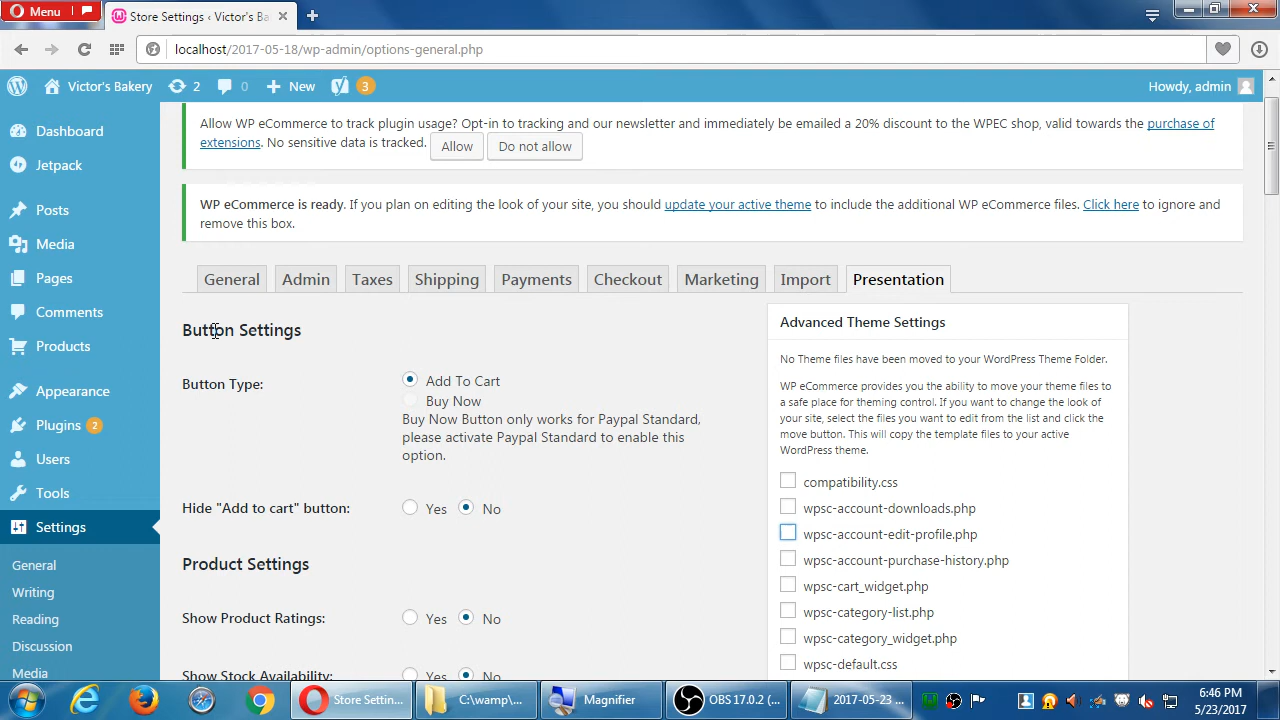 Menu
Store Settings ‹ Victor's Ba
localhost/2017-05-18/wp-admin/options-general.php
Victor's Bakery
2
0
New
3
Howdy, admin
Dashboard
Jetpack
Posts
Media
Pages
Comments
Products
Appearance
Plugins 2
Users
Tools
Settings
General
Writing
Reading
Discussion
Media
Allow WP eCommerce to track plugin usage? Opt-in to tracking and our newsletter and immediately be emailed a 20% discount to the WPEC shop, valid towards the purchase of
extensions. No sensitive data is tracked. Allow Do not allow
WP eCommerce is ready. If you plan on editing the look of your site, you should update your active theme to include the additional WP eCommerce files. Click here to ignore and
remove this box.
General Admin Taxes Shipping Payments Checkout Marketing Import Presentation
Button Settings
Button Type:
Add To Cart
Buy Now
Buy Now Button only works for Paypal Standard,
please activate Paypal Standard to enable this
option.
Hide "Add to cart" button: Yes No
Product Settings
Show Product Ratings: Yes No
Show Stock Availability: Yes No
Advanced Theme Settings
No Theme files have been moved to your WordPress Theme Folder.
WP eCommerce provides you the ability to move your theme files to
a safe place for theming control. If you want to change the look of
your site, select the files you want to edit from the list and click the
move button. This will copy the template files to your active
WordPress theme.
compatibility.css
wpsc-account-downloads.php
wpsc-account-edit-profile.php
wpsc-account-purchase-history.php
wpsc-cart_widget.php
wpsc-category-list.php
wpsc-category_widget.php
wpsc-default.css
Store Settin...
C:\wamp\...
Magnifier
OBS 17.0.2 (...
2017-05-23 ...
6:46 PM
5/23/2017